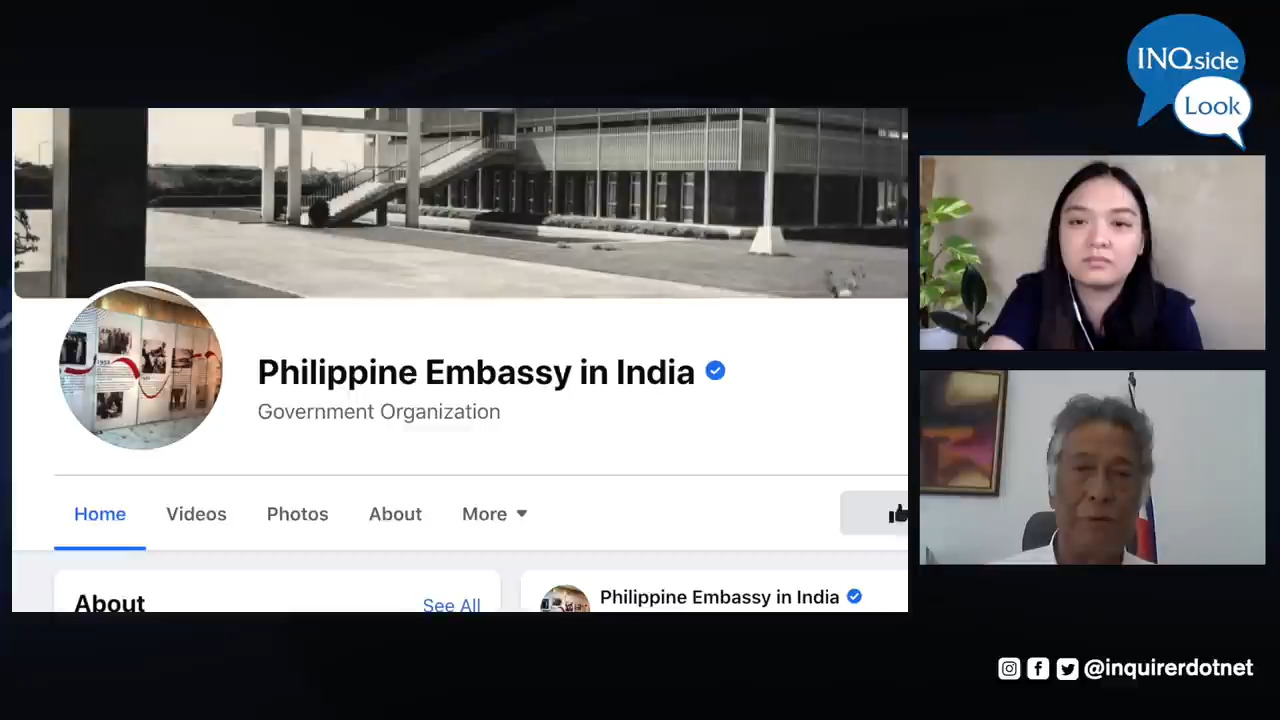 INQside
Look
Philippine Embassy in India
Government Organization
Home Videos Photos About More
About See All
Philippine Embassy in India
@inquirerdotnet